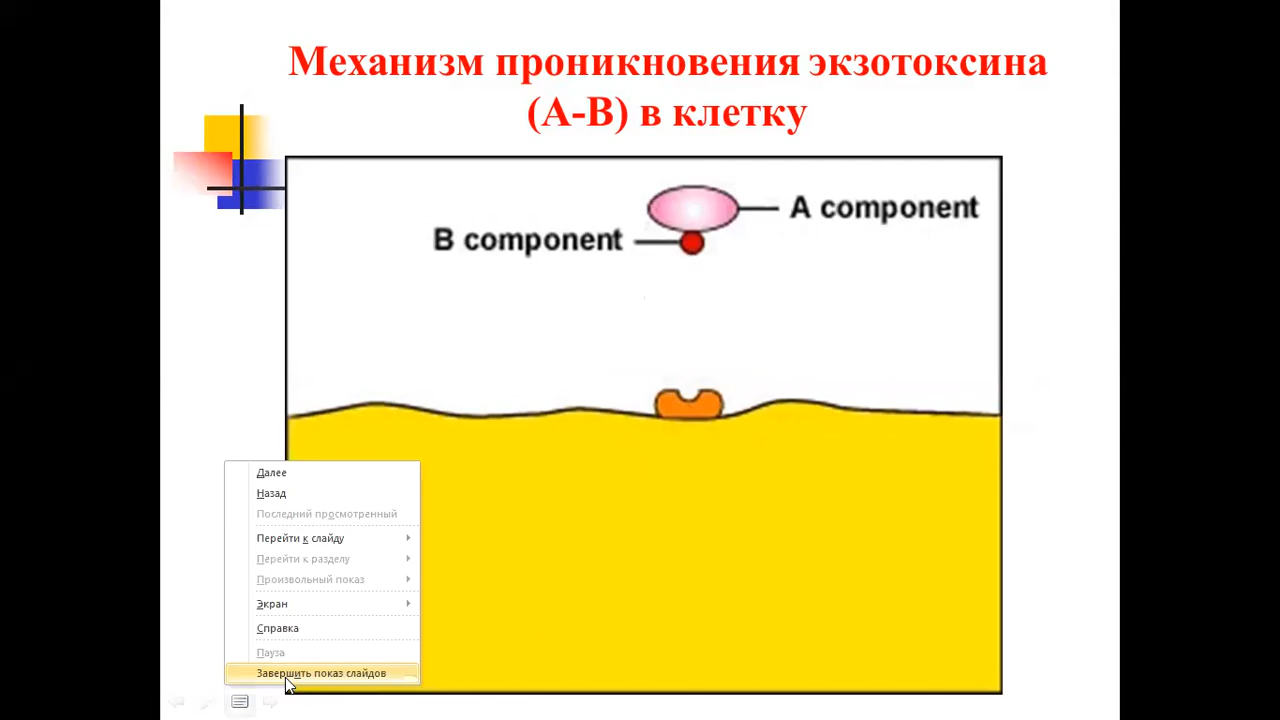 Механизм проникновения экзотоксина
(А-В) в клетку
A component
B component
Далее
Назад
Последний просмотренный
Перейти к слайду
Перейти к разделу
Произвольный показ
Экран
Справка
Пауза
Завершить показ слайдов